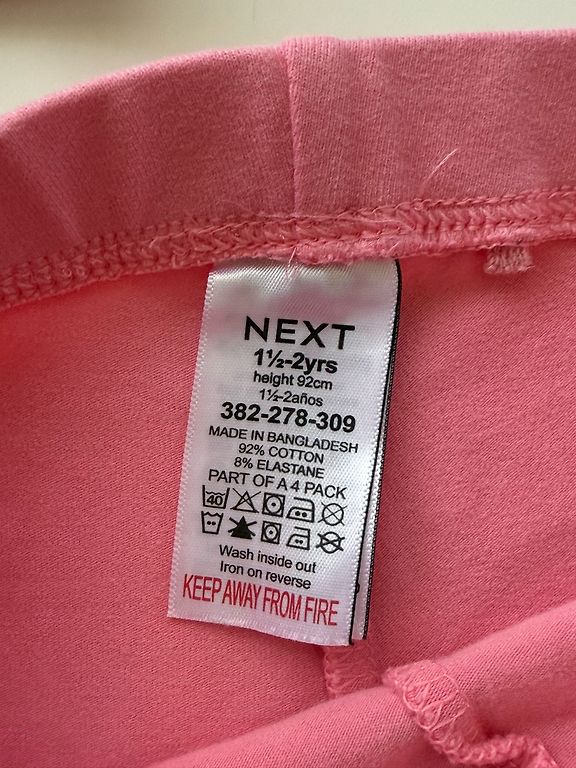 NEXT
1½-2yrs
height 92cm
1½-2años
382-278-309
MADE IN BANGLADESH
92% COTTON
8% ELASTANE
PART OF A 4 PACK
40
Wash inside out
Iron on reverse
KEEP AWAY FROM FIRE